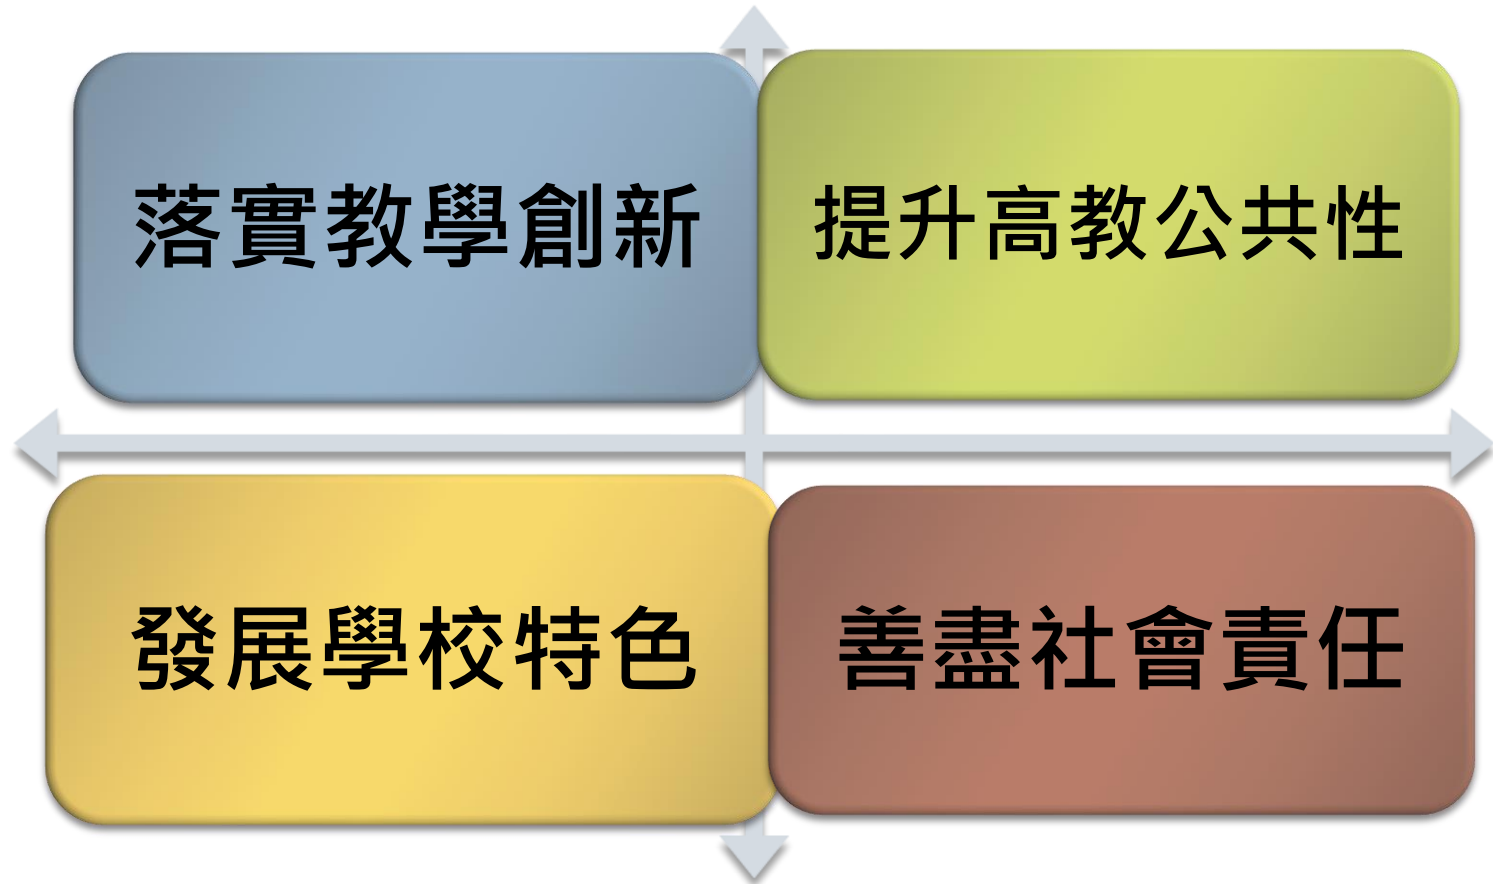 落實教學創新
提升高教公共性
發展學校特色
善盡社會責任